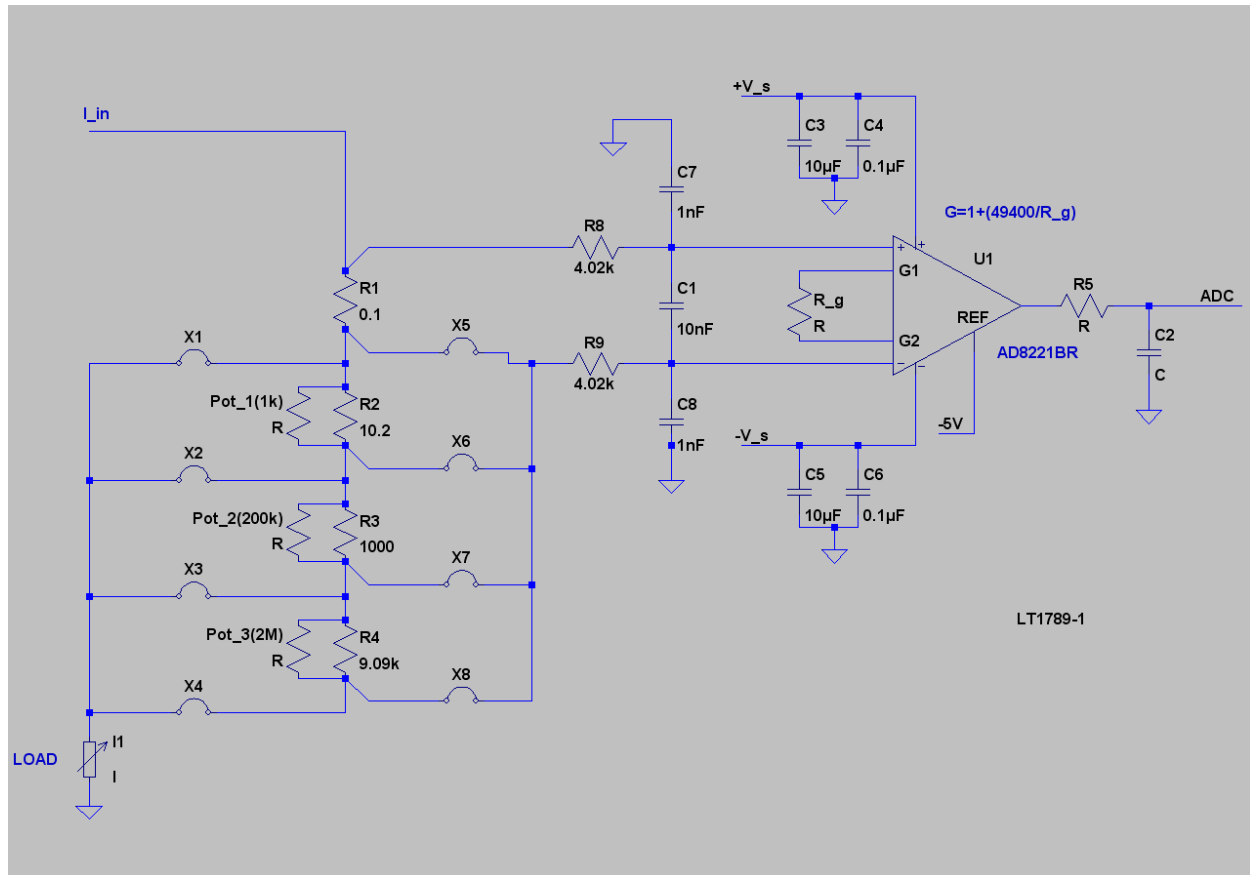 I_in
+V_s
C3
10µF
C4
0.1µF
C7
1nF
G=1+(49400/R_g)
R8
4.02k
+
+
U1
G1
R1
0.1
C1
10nF
R_g
R
R5
R
ADC
X1
X5
REF
G2
R9
4.02k
−
−
AD8221BR
C2
C
Pot_1(1k)
R
R2
10.2
C8
1nF
-V_s
-5V
X2
X6
C5
10µF
C6
0.1µF
Pot_2(200k)
R
R3
1000
X3
X7
LT1789-1
Pot_3(2M)
R
R4
9.09k
X4
X8
LOAD
I1
I